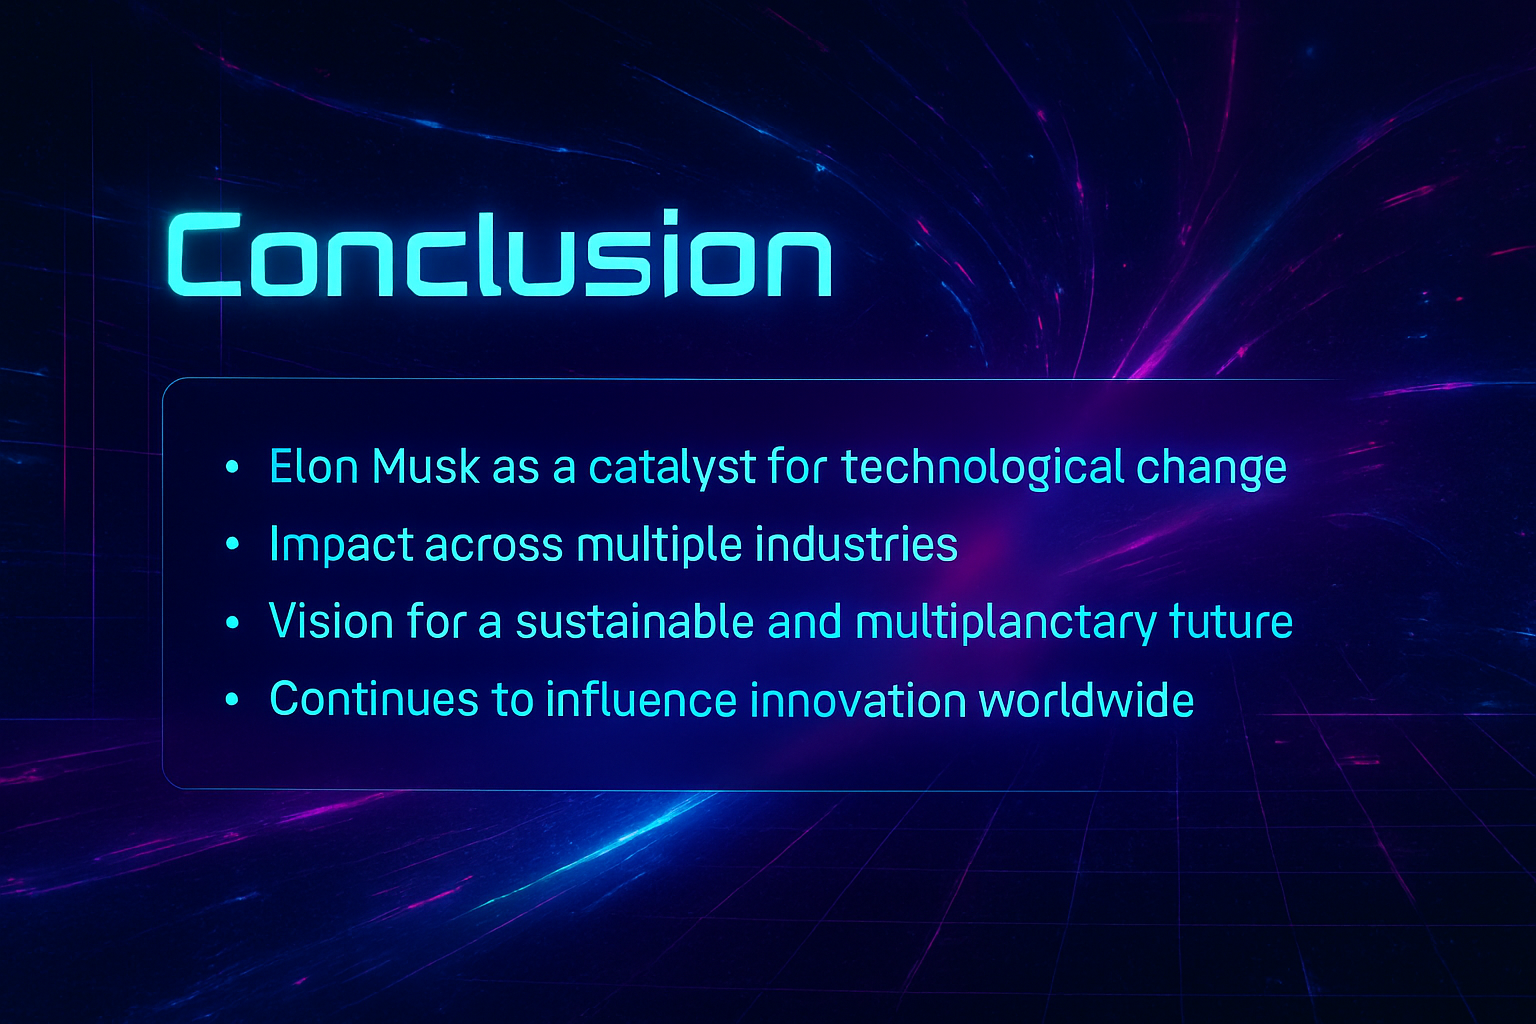 Conclusion
• Elon Musk as a catalyst for technological change
• Impact across multiple industries
• Vision for a sustainable and multiplanctary future
• Continues to influence innovation worldwide